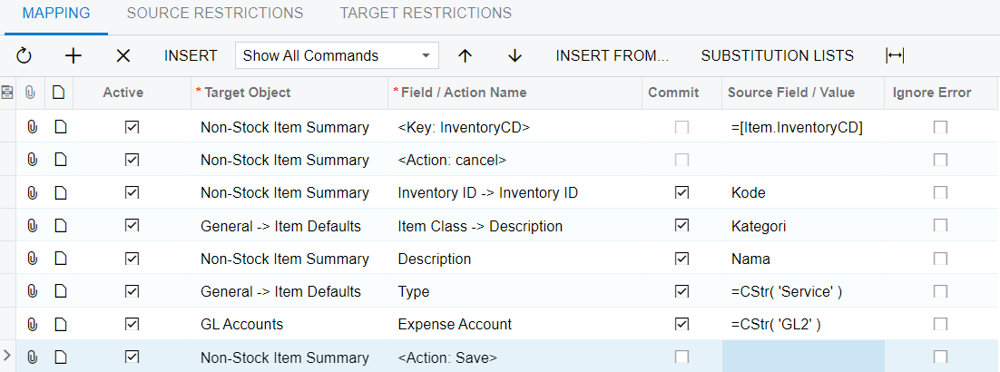 MAPPING SOURCE RESTRICTIONS TARGET RESTRICTIONS
INSERT Show All Commands INSERT FROM... SUBSTITUTION LISTS
Active * Target Object * Field / Action Name Commit Source Field / Value Ignore Error
Non-Stock Item Summary <Key: InventoryCD> =[Item.InventoryCD]
Non-Stock Item Summary <Action: cancel>
Non-Stock Item Summary Inventory ID -> Inventory ID Kode
General -> Item Defaults Item Class -> Description Kategori
Non-Stock Item Summary Description Nama
General -> Item Defaults Type =CStr( 'Service' )
GL Accounts Expense Account =CStr( 'GL2' )
Non-Stock Item Summary <Action: Save>